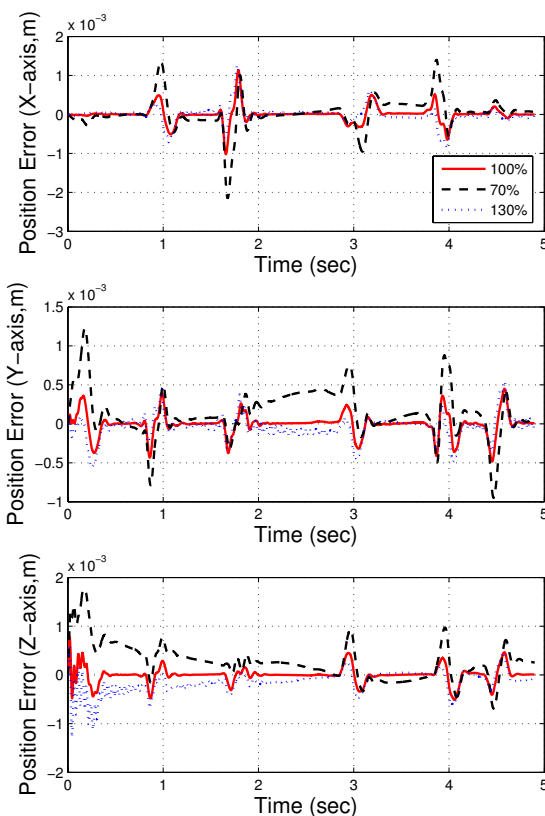 x 10−3
Position Error (X−axis,m)
2
1
0
−1
−2
−3
0 1 2 3 4 5
Time (sec)
100%
70%
130%
x 10−3
Position Error (Y−axis,m)
1.5
1
0.5
0
−0.5
−1
0 1 2 3 4 5
Time (sec)
x 10−3
Position Error (Z−axis,m)
2
1
0
−1
−2
0 1 2 3 4 5
Time (sec)